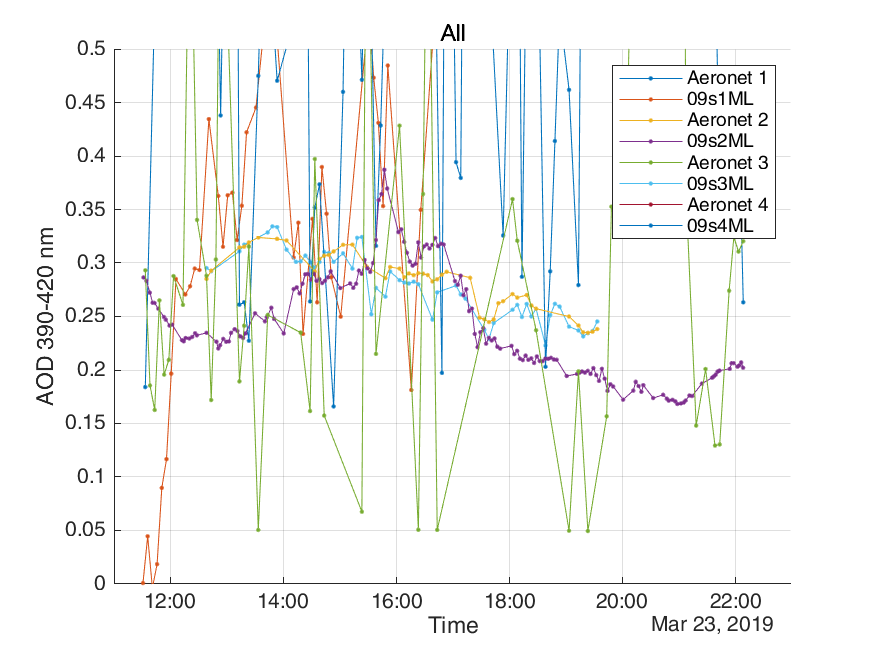 All
0.5
0.45
0.4
0.35
0.3
0.25
0.2
0.15
0.1
0.05
0
AOD 390-420 nm
Aeronet 1
09s1ML
Aeronet 2
09s2ML
Aeronet 3
09s3ML
Aeronet 4
09s4ML
12:00 14:00 16:00 18:00 20:00 22:00
Time
Mar 23, 2019